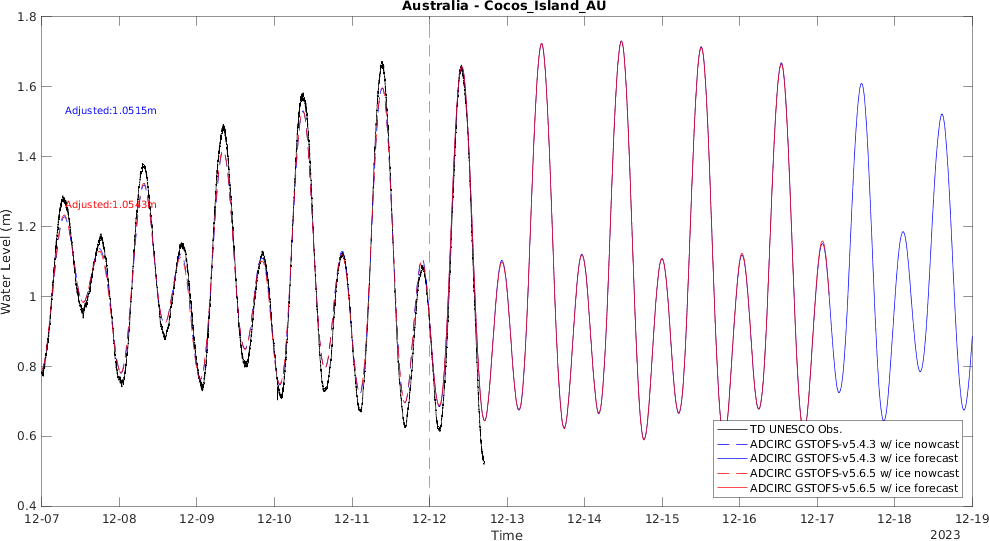 Australia - Cocos_Island_AU
1.8
1.6
1.4
1.2
1
0.8
0.6
0.4
Water Level (m)
Adjusted:1.0515m
Adjusted:1.0543m
TD UNESCO Obs.
ADCIRC GSTOFS-v5.4.3 w/ ice nowcast
ADCIRC GSTOFS-v5.4.3 w/ ice forecast
ADCIRC GSTOFS-v5.6.5 w/ ice nowcast
ADCIRC GSTOFS-v5.6.5 w/ ice forecast
12-07 12-08 12-09 12-10 12-11 12-12 12-13 12-14 12-15 12-16 12-17 12-18 12-19
Time
2023